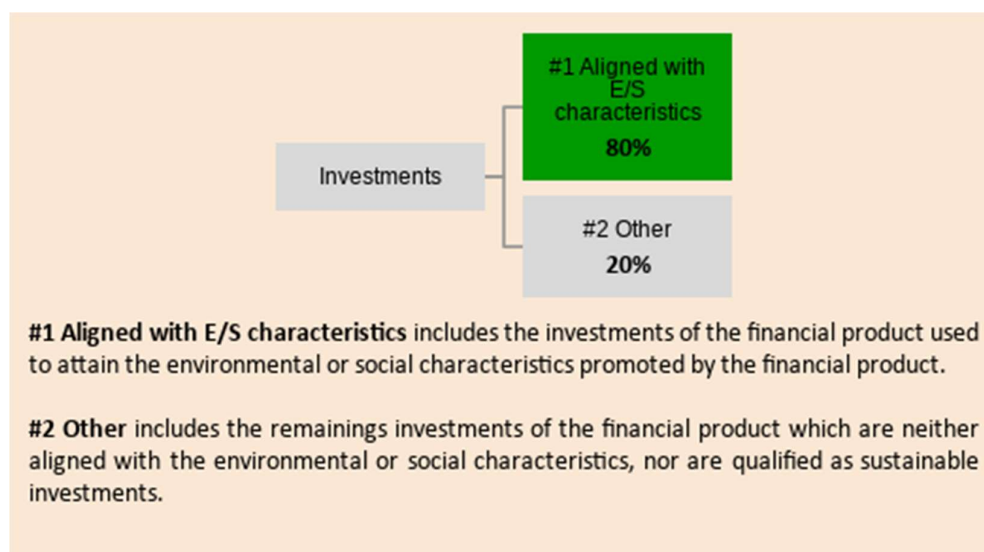 #1 Aligned with
E/S
characteristics
80%
Investments
#2 Other
20%
#1 Aligned with E/S characteristics includes the investments of the financial product used
to attain the environmental or social characteristics promoted by the financial product.
#2 Other includes the remainings investments of the financial product which are neither
aligned with the environmental or social characteristics, nor are qualified as sustainable
investments.